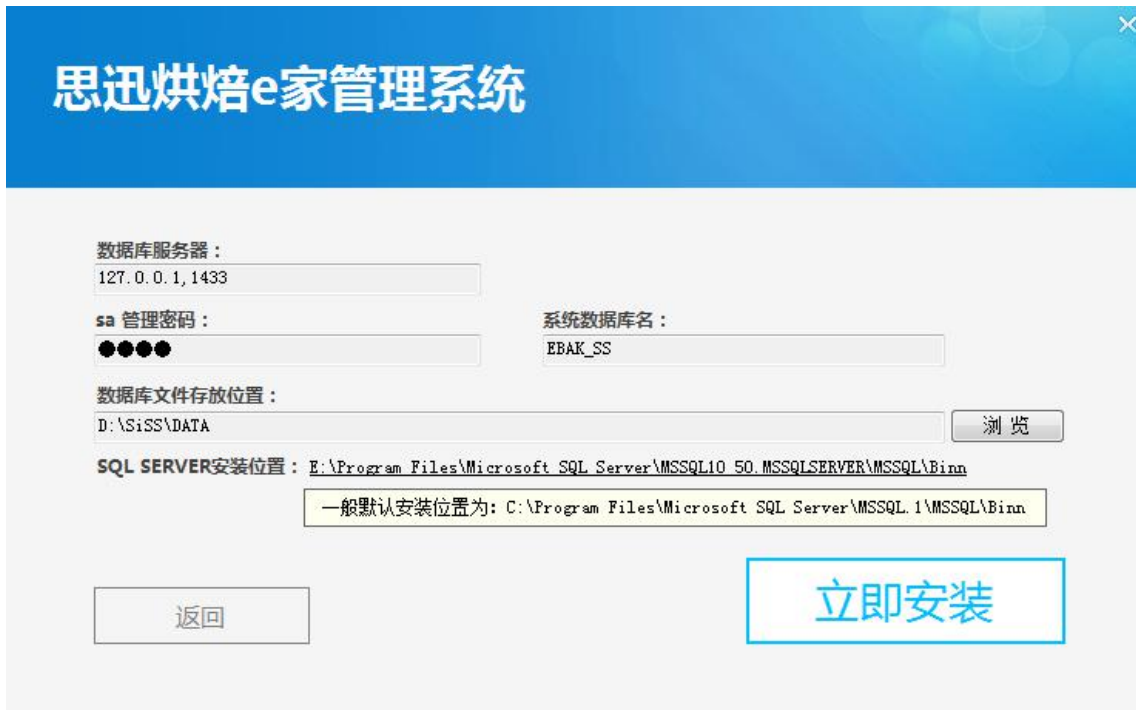 思迅烘焙e家管理系统
数据库服务器：
127.0.0.1,1433
sa 管理密码：
系统数据库名：
●●●●
EBAK_SS
数据库文件存放位置：
D:\SiSS\DATA
浏览
SQL SERVER安装位置： E:\Program Files\Microsoft SQL Server\MSSQL10_50.MSSQLSERVER\MSSQL\Binn
一般默认安装位置为: C:\Program Files\Microsoft SQL Server\MSSQL.1\MSSQL\Binn
返回
立即安装